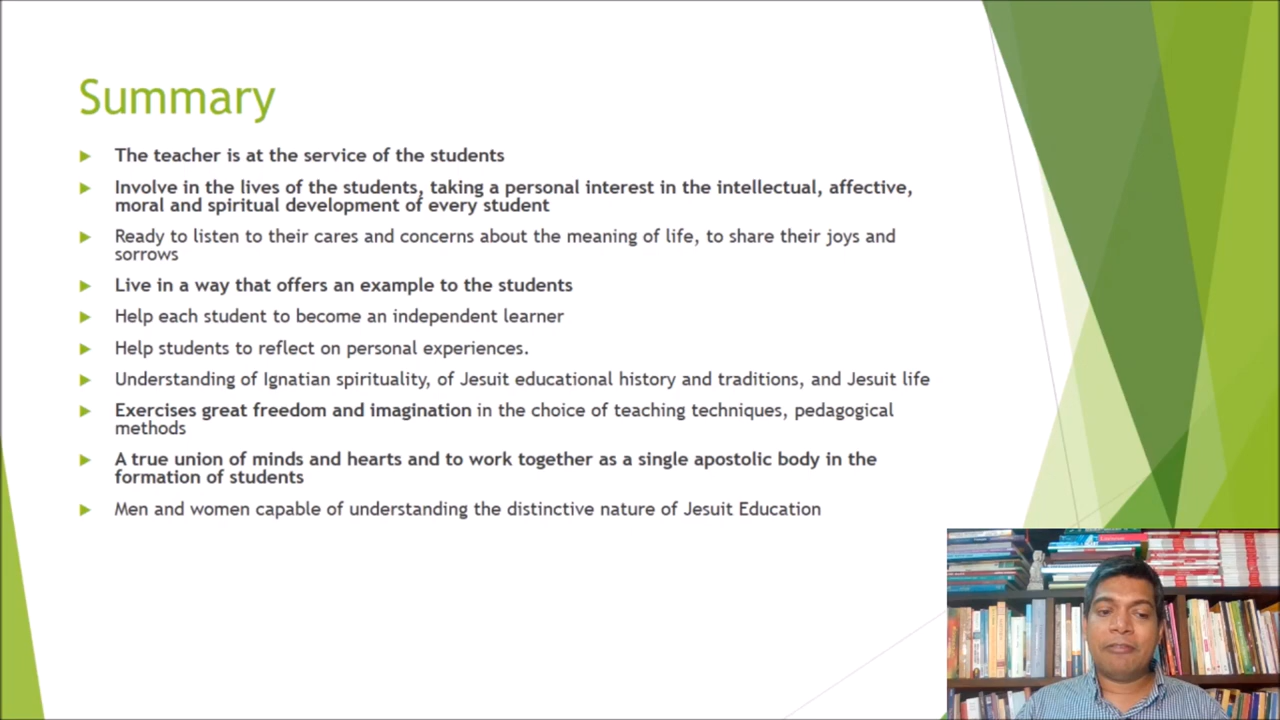 Summary
The teacher is at the service of the students
Involve in the lives of the students, taking a personal interest in the intellectual, affective,
moral and spiritual development of every student
Ready to listen to their cares and concerns about the meaning of life, to share their joys and
sorrows
Live in a way that offers an example to the students
Help each student to become an independent learner
Help students to reflect on personal experiences.
Understanding of Ignatian spirituality, of Jesuit educational history and traditions, and Jesuit life
Exercises great freedom and imagination in the choice of teaching techniques, pedagogical
methods
A true union of minds and hearts and to work together as a single apostolic body in the
formation of students
Men and women capable of understanding the distinctive nature of Jesuit Education